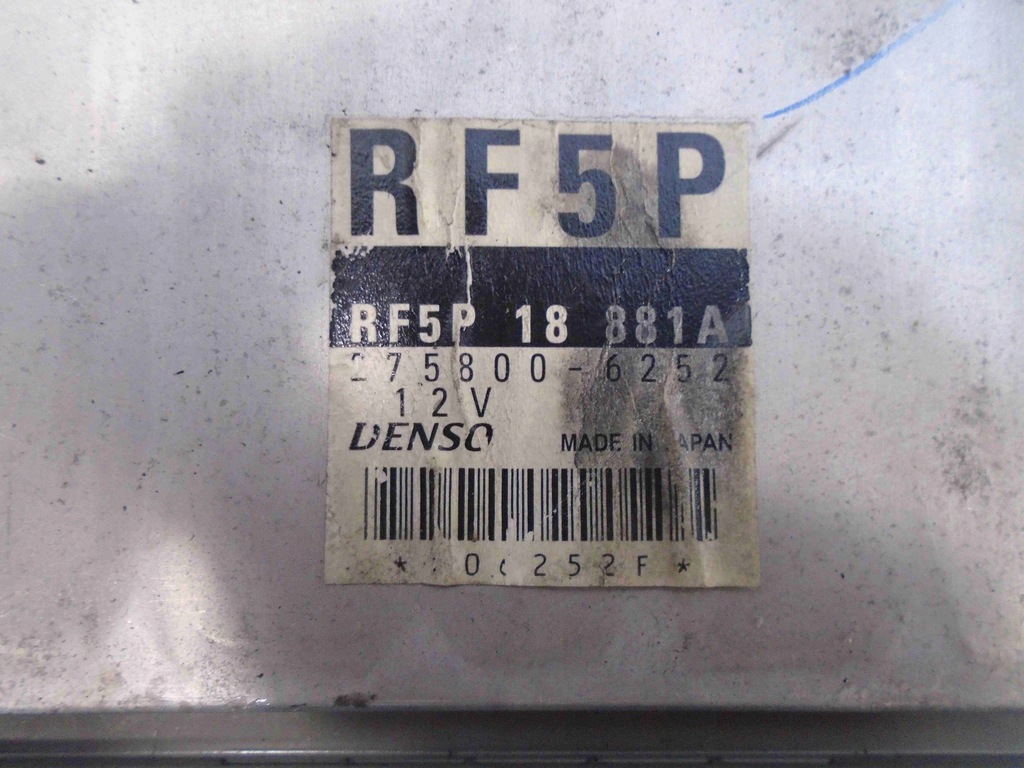 RF5P
RF5P 18 881A
275800-6252
12V
DENSO
MADE IN JAPAN